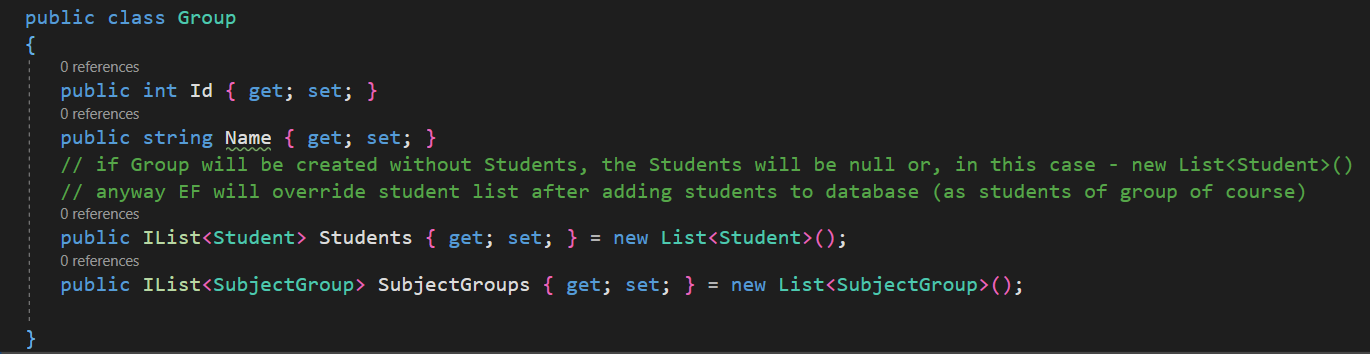 public class Group
{
0 references
public int Id { get; set; }
0 references
public string Name { get; set; }
// if Group will be created without Students, the Students will be null or, in this case - new List<Student>()
// anyway EF will override student list after adding students to database (as students of group of course)
0 references
public IList<Student> Students { get; set; } = new List<Student>();
0 references
public IList<SubjectGroup> SubjectGroups { get; set; } = new List<SubjectGroup>();
}